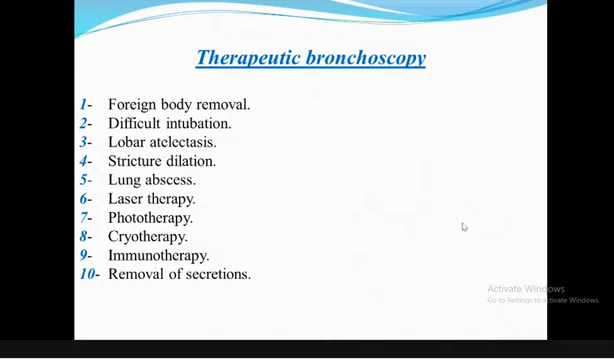 Therapeutic bronchoscopy
1- Foreign body removal.
2- Difficult intubation.
3- Lobar atelectasis.
4- Stricture dilation.
5- Lung abscess.
6- Laser therapy.
7- Phototherapy.
8- Cryotherapy.
9- Immunotherapy.
10- Removal of secretions.
Activate Windows
Go to Settings to activate Windows.